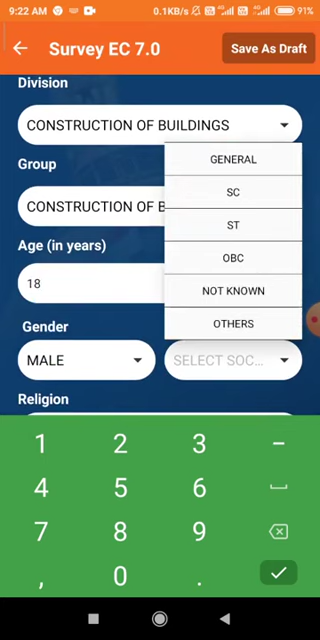 9:22 AM
0.1KB/s
91%
Survey EC 7.0
Save As Draft
Division
CONSTRUCTION OF BUILDINGS
Group
CONSTRUCTION OF B
GENERAL
SC
ST
OBC
NOT KNOWN
OTHERS
Age (in years)
18
Gender
MALE
SELECT SOC...
Religion
1 2 3 –
4 5 6
7 8 9
, 0 .